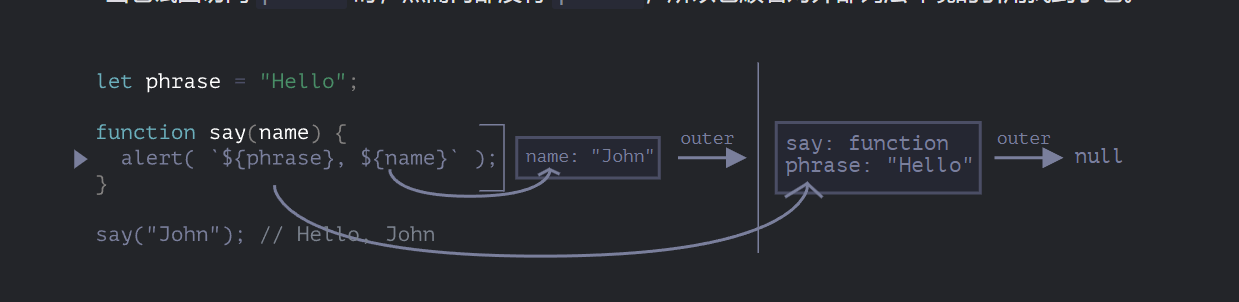 let phrase = "Hello";
function say(name) {
alert( `${phrase}, ${name}` );
}
say("John"); // Hello, John
name: "John"
outer
say: function
phrase: "Hello"
outer
null